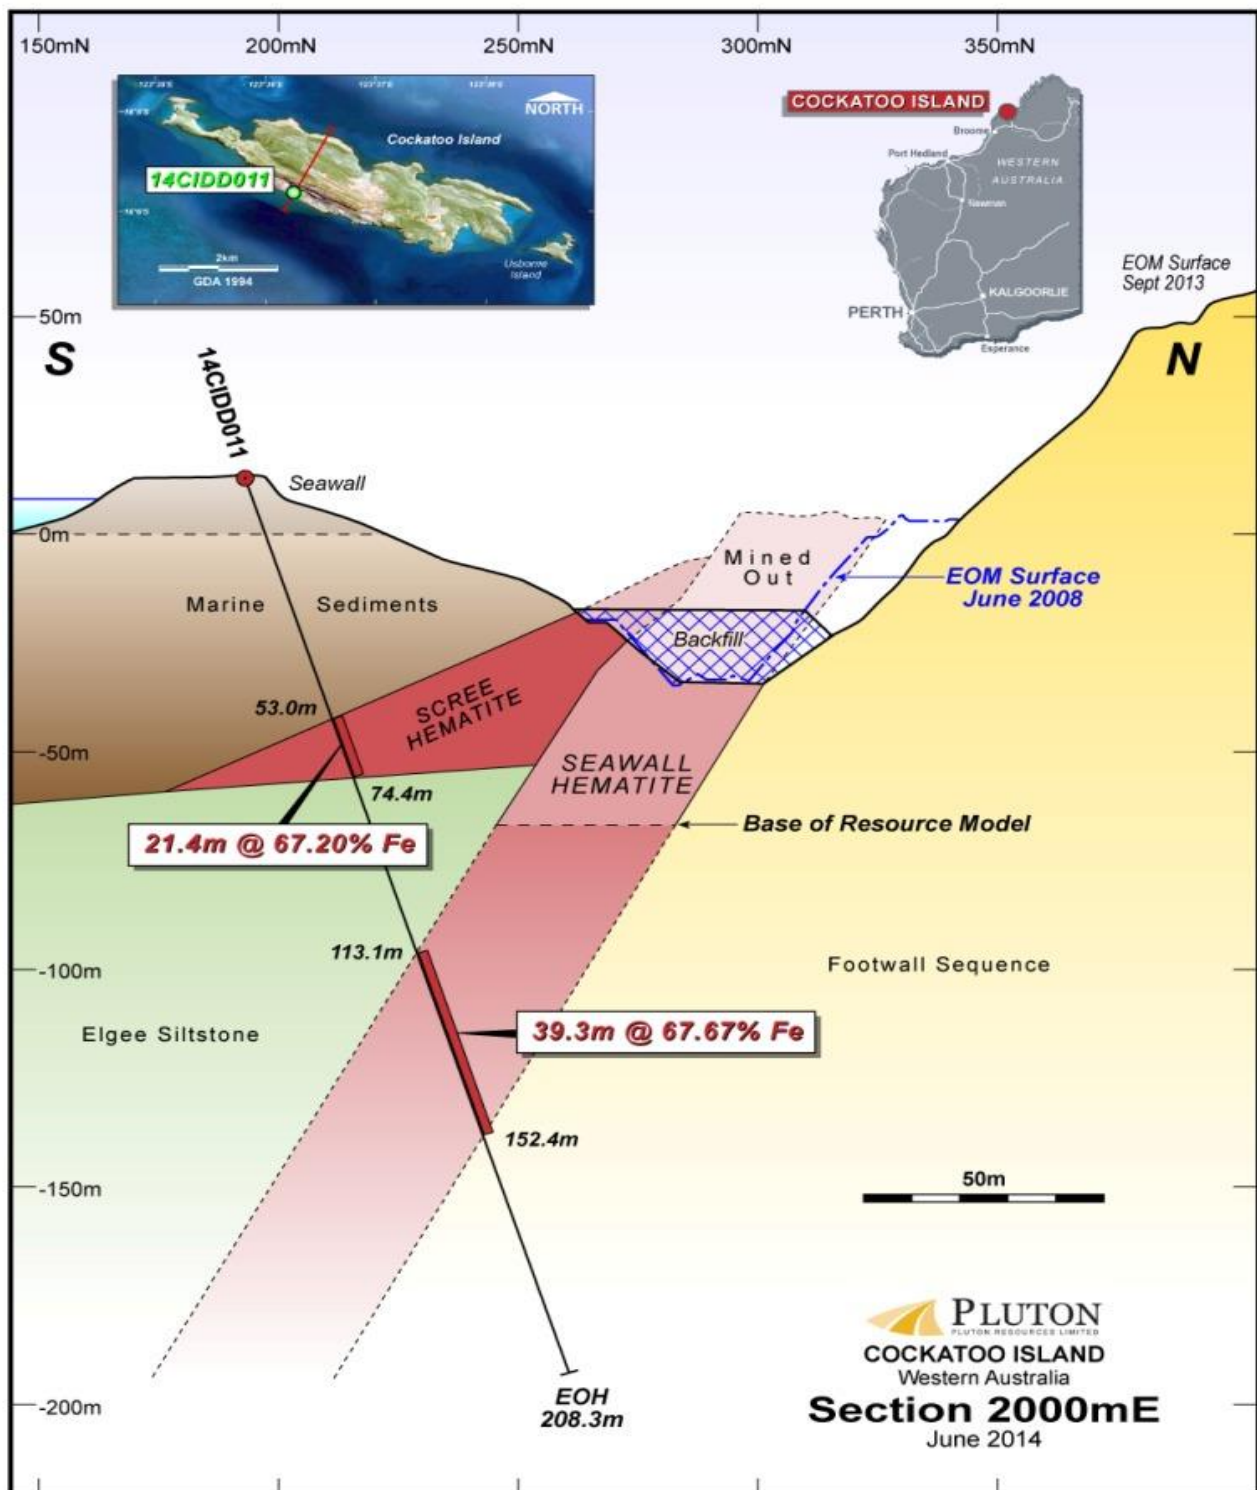 150mN
200mN
250mN
300mN
350mN
NORTH
Cockatoo Island
14CIDD011
2km
GDA 1994
Usborne
Island
COCKATOO ISLAND
Broome
Port Hedland
WESTERN
AUSTRALIA
Newman
KALGOORLIE
PERTH
Esperance
EOM Surface
Sept 2013
50m
S
N
14CIDD011
Seawall
0m
Mined
Out
EOM Surface
June 2008
Marine Sediments
Backfill
SCREE
HEMATITE
53.0m
-50m
SEAWALL
HEMATITE
74.4m
21.4m @ 67.20% Fe
Base of Resource Model
113.1m
-100m
Footwall Sequence
Elgee Siltstone
39.3m @ 67.67% Fe
152.4m
50m
-150m
PLUTON
PLUTON RESOURCES LIMITED
COCKATOO ISLAND
Western Australia
Section 2000mE
June 2014
EOH
208.3m
-200m